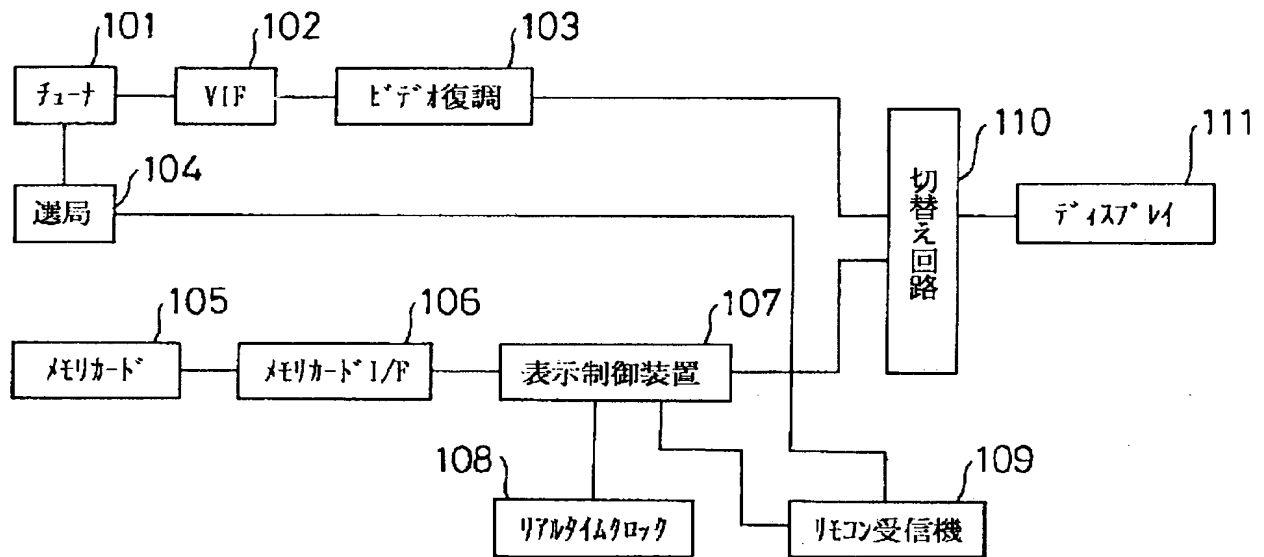 101
102
103
チューナ
VIF
ビデオ復調
110
111
104
選局
切替え回路
ディスプレイ
105
106
107
メモリカード
メモリカードI/F
表示制御装置
108
109
リアルタイムクロック
リモコン受信機